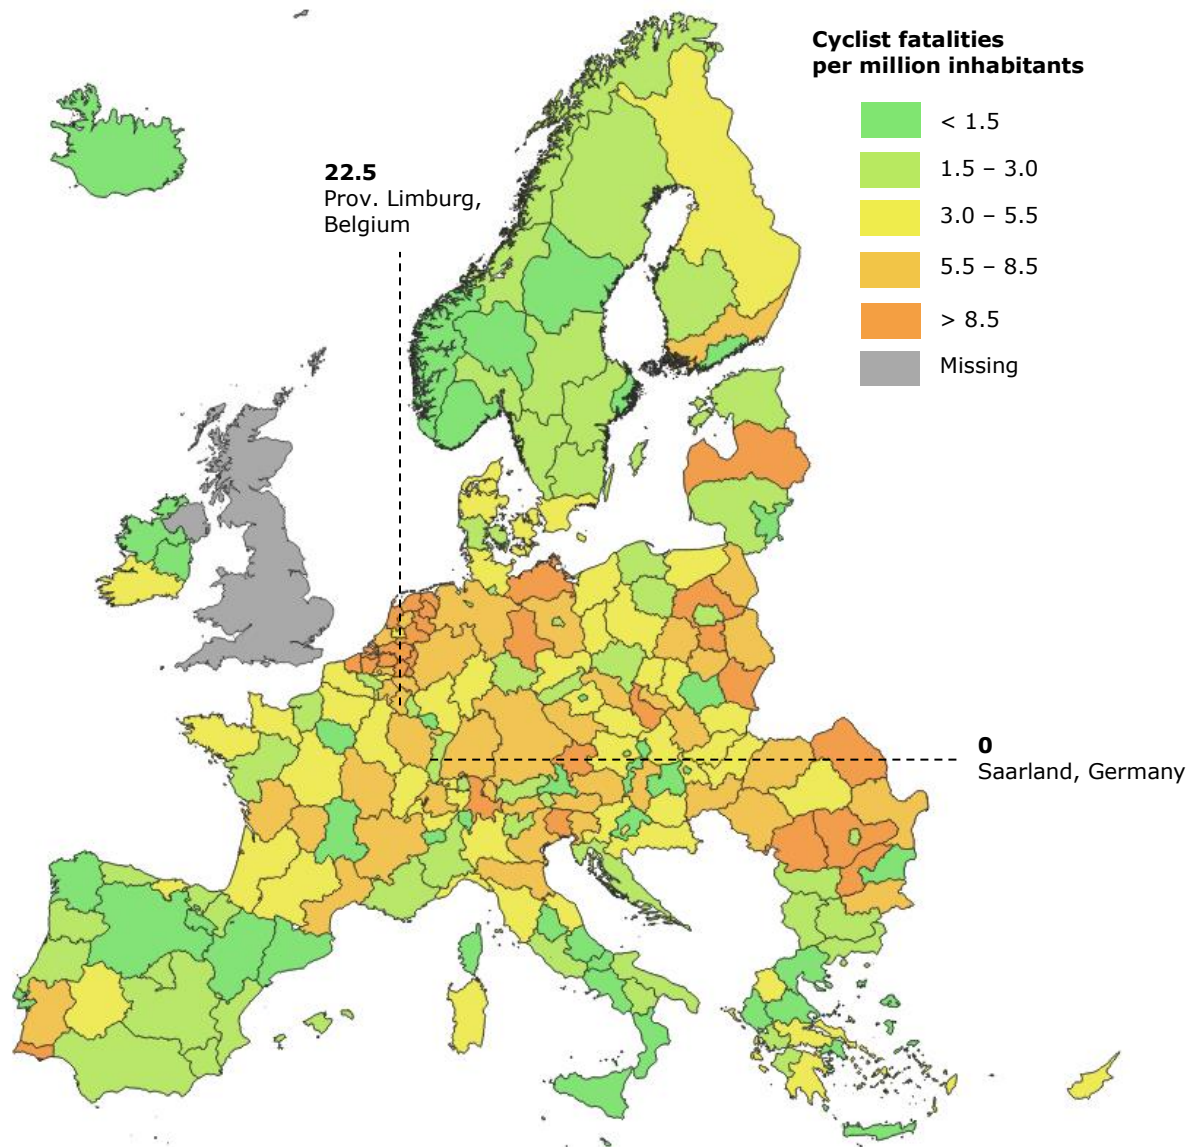 Cyclist fatalities
per million inhabitants
< 1.5
1.5 – 3.0
3.0 – 5.5
5.5 – 8.5
> 8.5
Missing
22.5
Prov. Limburg,
Belgium
0
Saarland, Germany